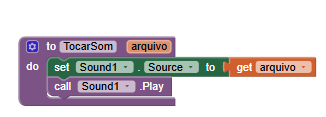 to TocarSom arquivo
do set Sound1 . Source to get arquivo
call Sound1 .Play